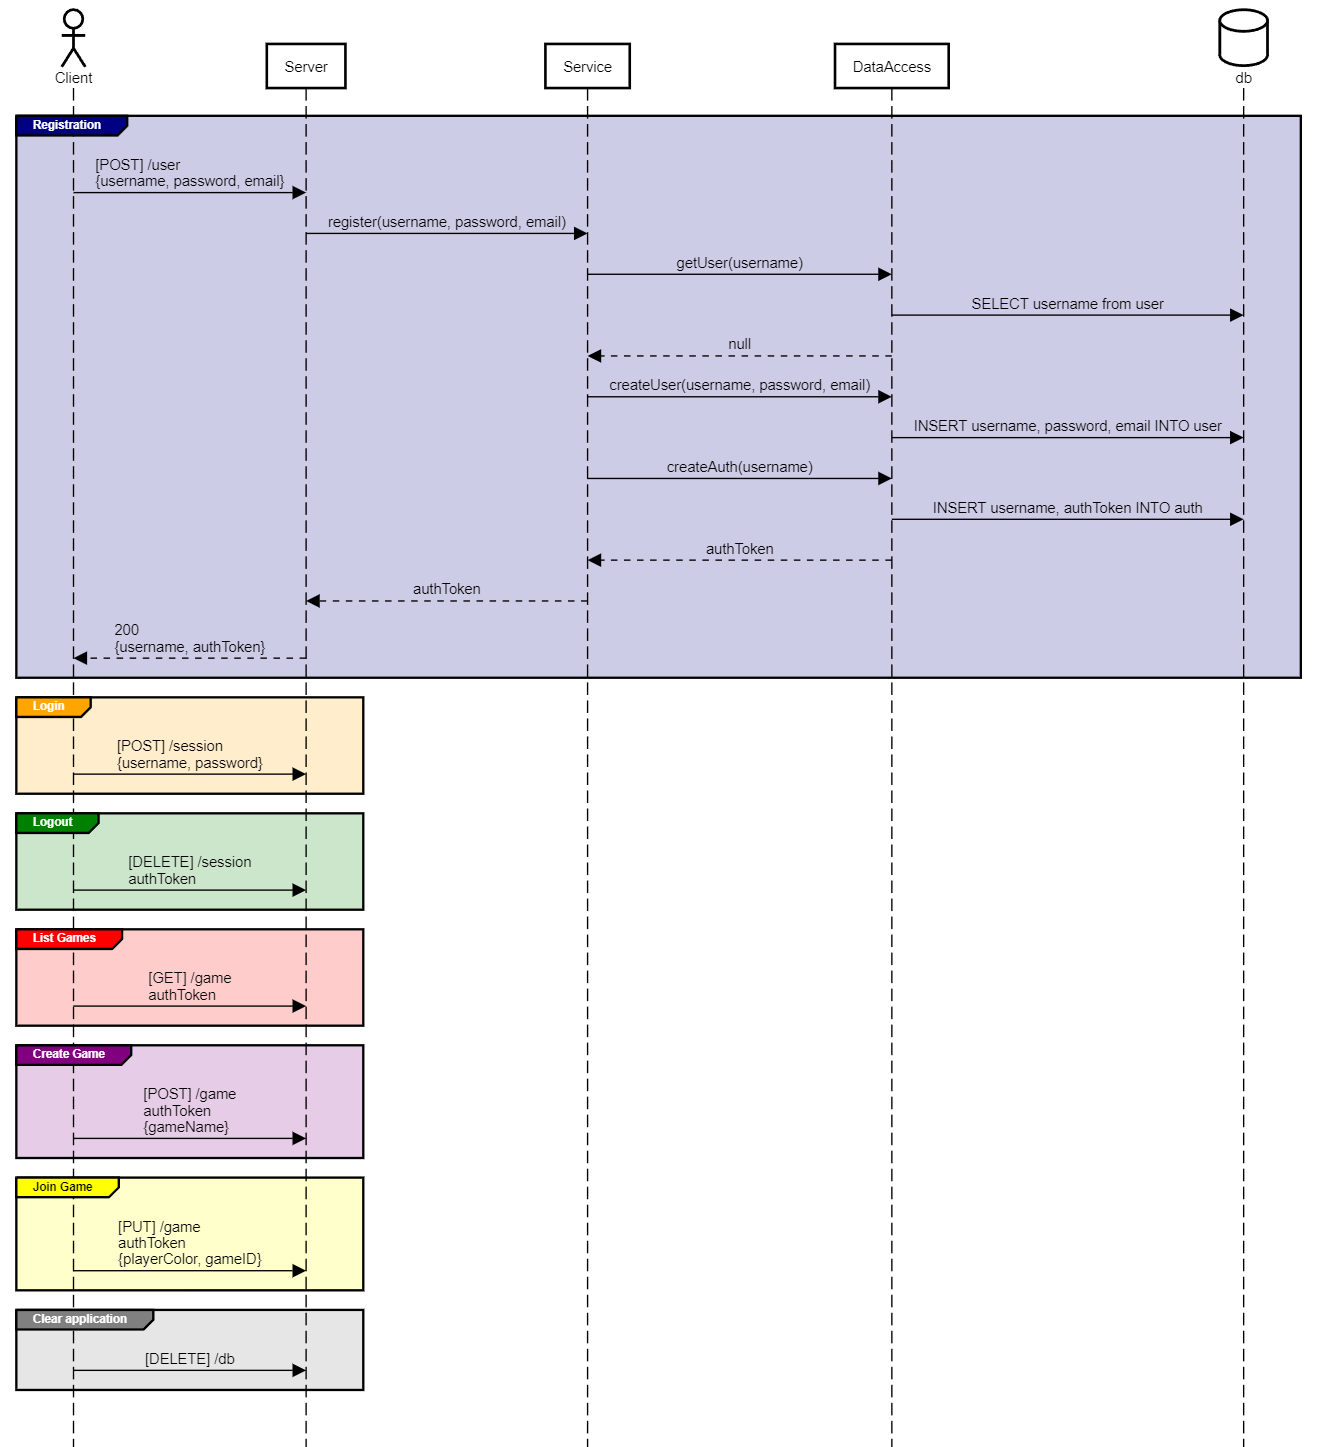 Client
Server
Service
DataAccess
db
Registration
[POST] /user
{username, password, email}
register(username, password, email)
getUser(username)
SELECT username from user
null
createUser(username, password, email)
INSERT username, password, email INTO user
createAuth(username)
INSERT username, authToken INTO auth
authToken
authToken
200
{username, authToken}
Login
[POST] /session
{username, password}
Logout
[DELETE] /session
authToken
List Games
[GET] /game
authToken
Create Game
[POST] /game
authToken
{gameName}
Join Game
[PUT] /game
authToken
{playerColor, gameID}
Clear application
[DELETE] /db